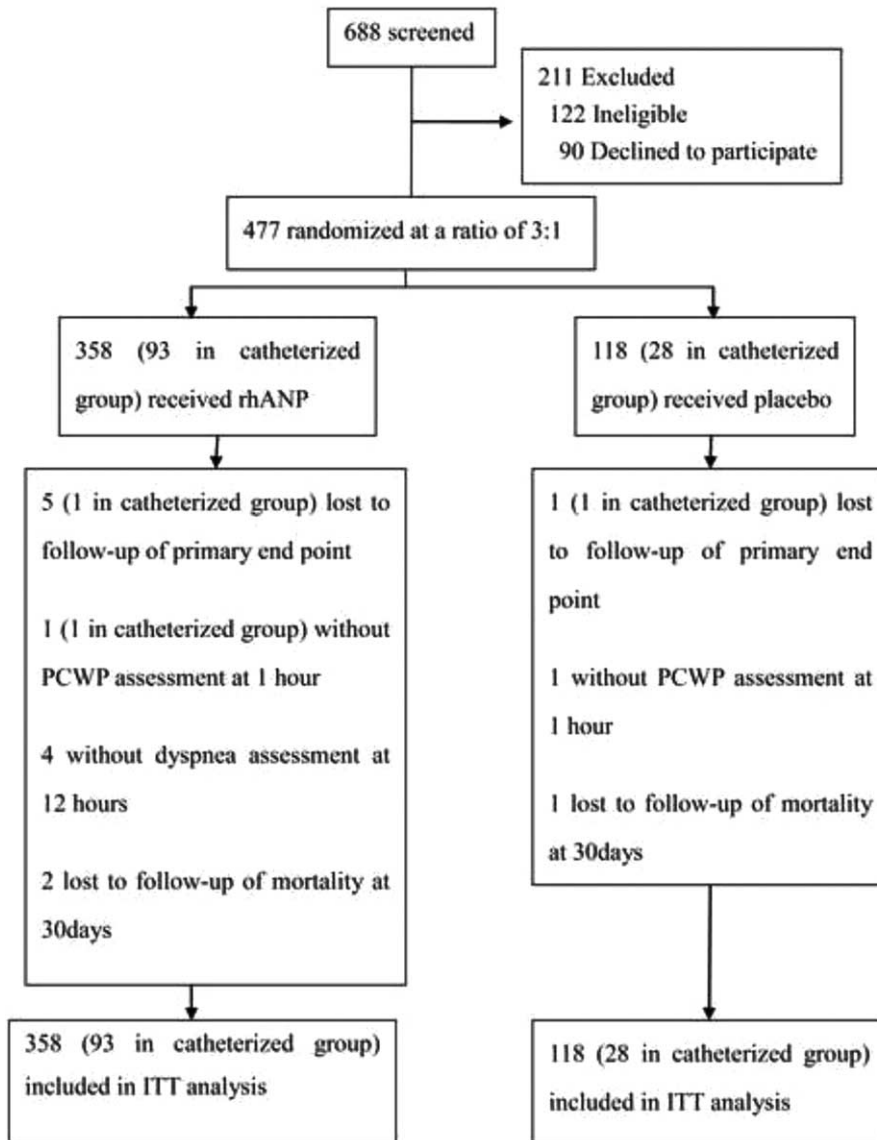 688 screened
211 Excluded
122 Ineligible
90 Declined to participate
477 randomized at a ratio of 3:1
358 (93 in catheterized
group) received rhANP
118 (28 in catheterized
group) received placebo
5 (1 in catheterized group) lost to
follow-up of primary end point
1 (1 in catheterized group) without
PCWP assessment at 1 hour
4 without dyspnea assessment at
12 hours
2 lost to follow-up of mortality at
30days
1 (1 in catheterized group) lost
to follow-up of primary end
point
1 without PCWP assessment at
1 hour
1 lost to follow-up of mortality
at 30days
358 (93 in catheterized group)
included in ITT analysis
118 (28 in catheterized group)
included in ITT analysis